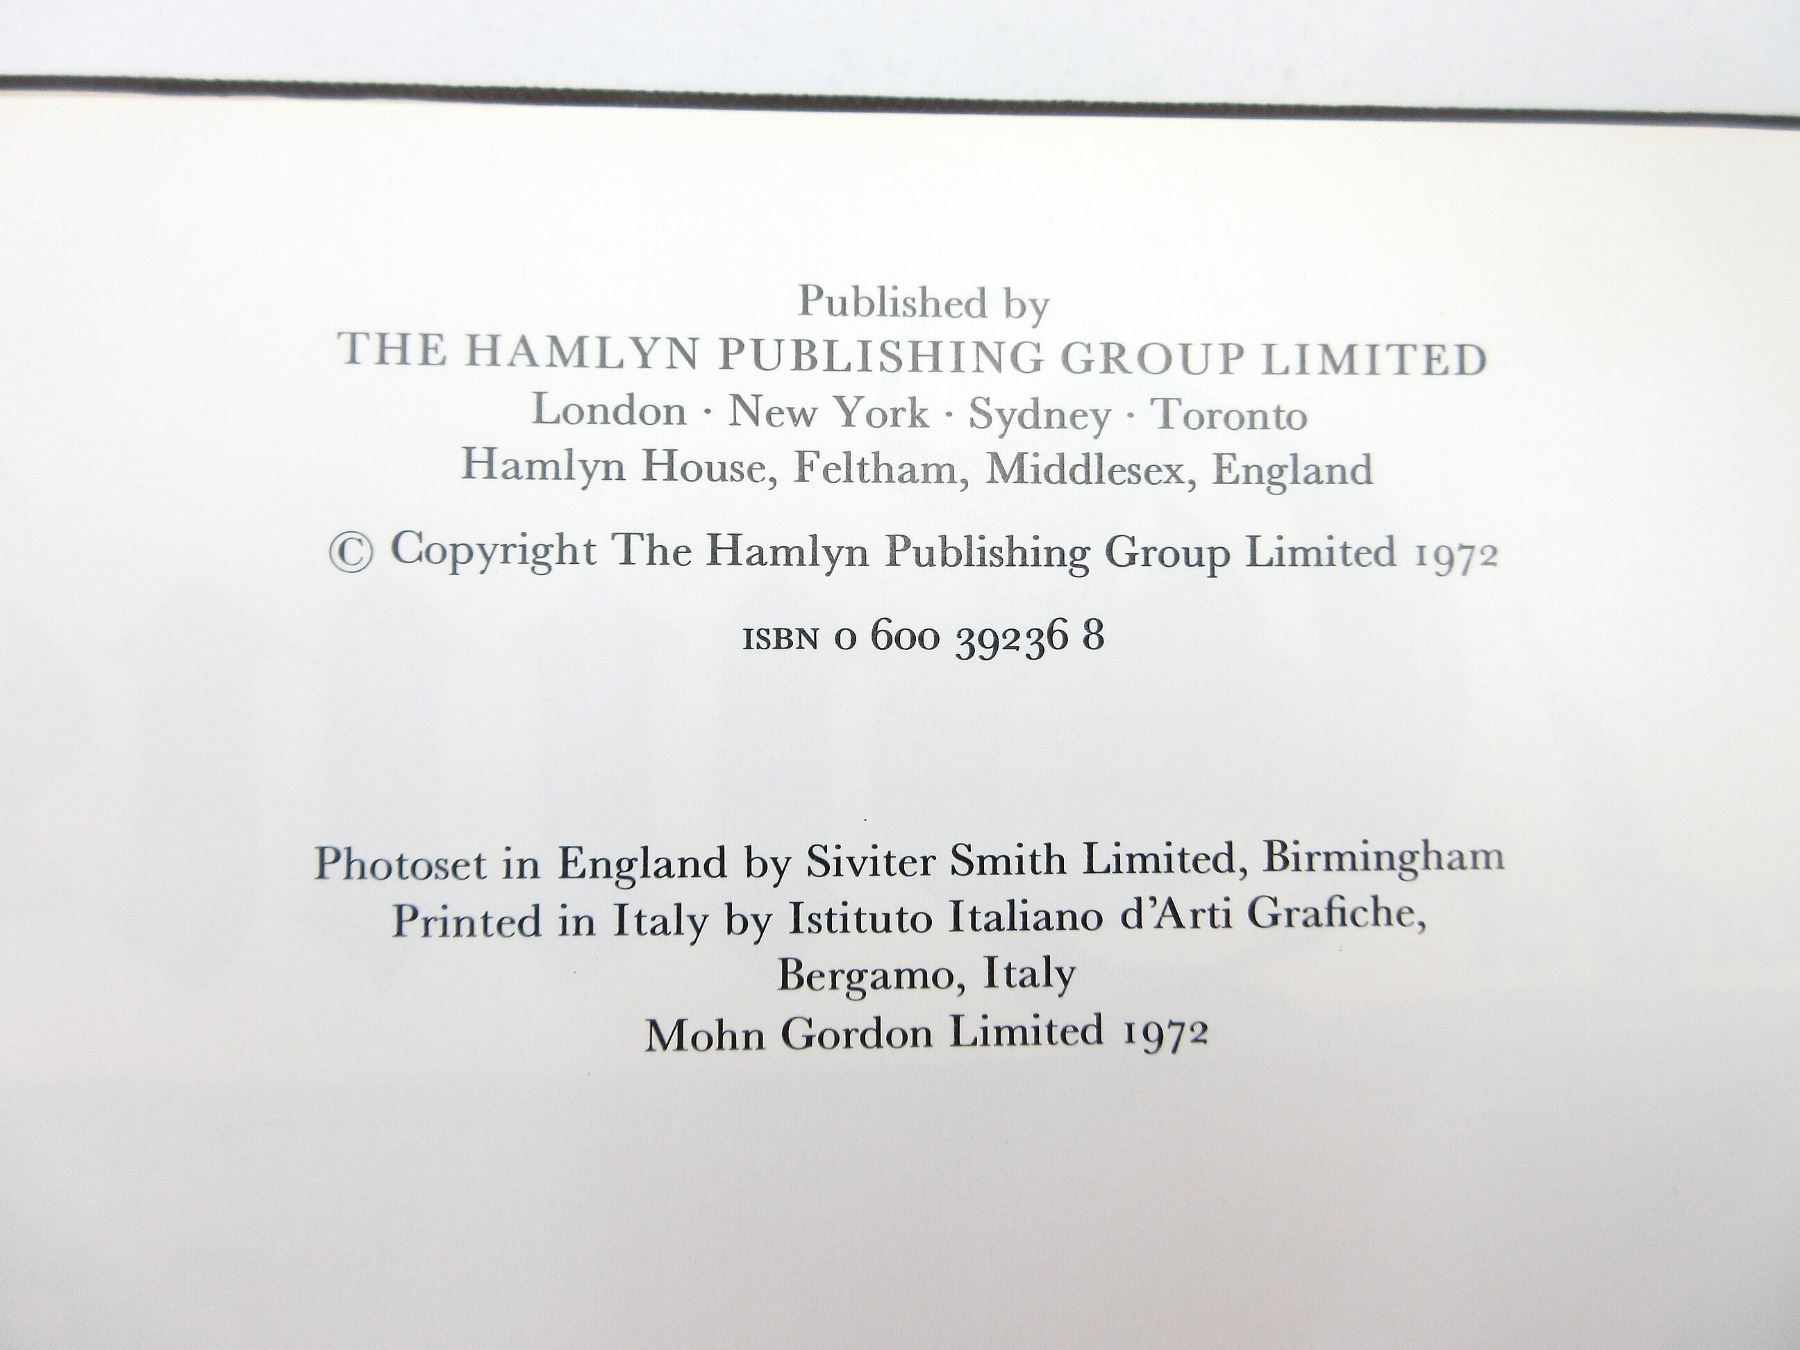 Published by
THE HAMLYN PUBLISHING GROUP LIMITED
London · New York · Sydney · Toronto
Hamlyn House, Feltham, Middlesex, England
© Copyright The Hamlyn Publishing Group Limited 1972
ISBN 0 600 39236 8
Photoset in England by Siviter Smith Limited, Birmingham
Printed in Italy by Istituto Italiano d'Arti Grafiche,
Bergamo, Italy
Mohn Gordon Limited 1972